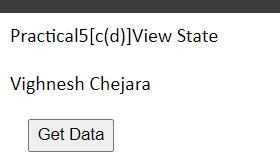 Practical5[c(d)]View State
Vighnesh Chejara
Get Data